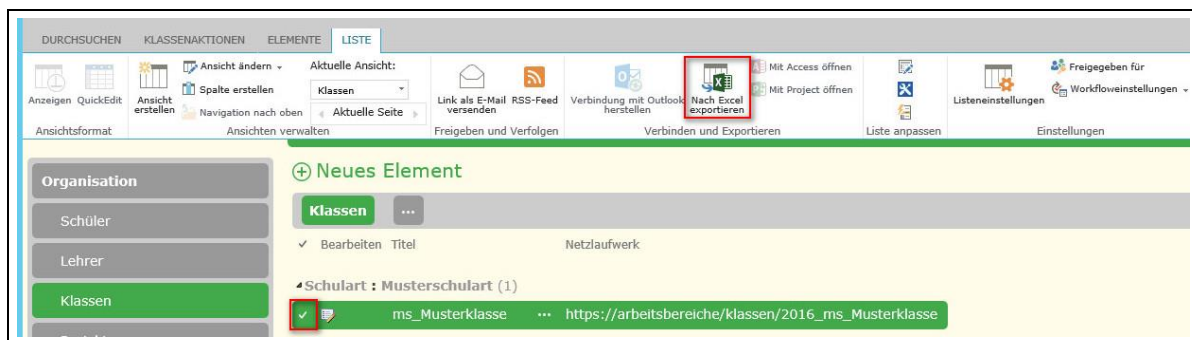 DURCHSUCHEN KLASSENAKTIONEN ELEMENTE LISTE
Anzeigen QuickEdit
Ansichtsformat
Ansicht erstellen
Ansicht ändern
Spalte erstellen
Navigation nach oben
Aktuelle Ansicht:
Klassen
Aktuelle Seite
Ansichten verwalten
Link als E-Mail versenden
RSS-Feed
Freigeben und Verfolgen
Verbindung mit Outlook herstellen
Nach Excel exportieren
Mit Access öffnen
Mit Project öffnen
Verbinden und Exportieren
Liste anpassen
Listeneinstellungen
Freigegeben für
Workfloweinstellungen
Einstellungen
Organisation
Schüler
Lehrer
Klassen
Neues Element
Klassen ...
Bearbeiten Titel Netzlaufwerk
Schulart : Musterschulart (1)
ms_Musterklasse ... https://arbeitsbereiche/klassen/2016_ms_Musterklasse